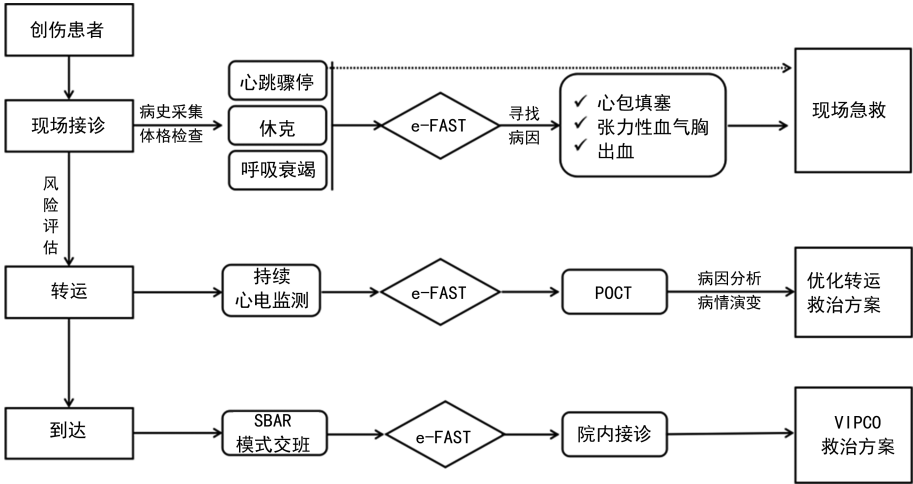 创伤患者
现场接诊
病史采集
体格检查
心跳骤停
休克
呼吸衰竭
e-FAST
寻找
病因
✓ 心包填塞
✓ 张力性血气胸
✓ 出血
现场急救
风
险
评
估
转运
持续
心电监测
e-FAST
POCT
病因分析
病情演变
优化转运
救治方案
到达
SBAR
模式交班
e-FAST
院内接诊
VIPCO
救治方案